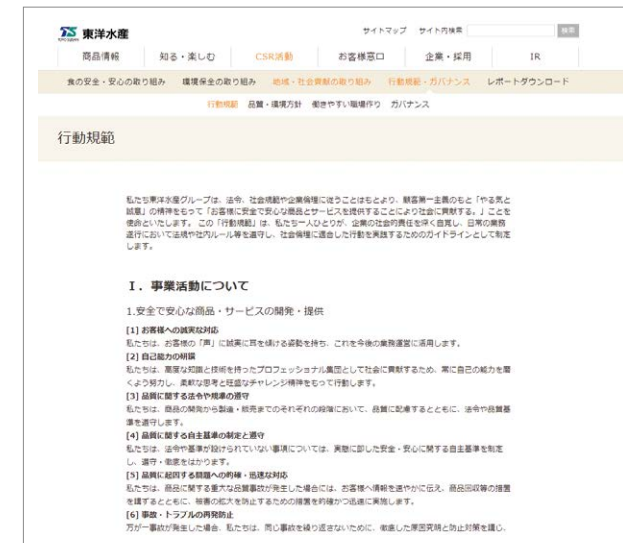 東洋水産
サイトマップ サイト内検索 検索
商品情報 知る・楽しむ CSR活動 お客様窓口 企業・採用 IR
食の安全・安心の取り組み 環境保全の取り組み 地域・社会貢献の取り組み 行動規範・ガバナンス レポートダウンロード
行動規範 品質・環境方針 働きやすい職場作り ガバナンス
行動規範
私たち東洋水産グループは、法令、社会規範や企業倫理に従うことはもとより、顧客第一主義のもと「やる気と
誠意」の精神をもって「お客様に安全で安心な商品とサービスを提供することにより社会に貢献する。」ことを
使命といたします。 この「行動規範」は、私たち一人ひとりが、企業の社会的責任を深く自覚し、日常の業務
遂行において法規や社内ルール等を遵守し、社会倫理に適合した行動を実践するためのガイドラインとして制定
します。
I. 事業活動について
1.安全で安心な商品・サービスの開発・提供
[1] お客様への誠実な対応
私たちは、お客様の「声」に誠実に耳を傾ける姿勢を持ち、これを今後の業務運営に活用します。
[2] 自己能力の研鑽
私たちは、高度な知識と技術を持ったプロフェッショナル集団として社会に貢献するため、常に自己の能力を磨
くよう努力し、柔軟な思考と旺盛なチャレンジ精神をもって行動します。
[3] 品質に関する法令や規準の遵守
私たちは、商品の開発から製造・販売までのそれぞれの段階において、品質に配慮するとともに、法令や品質基
準を遵守します。
[4] 品質に関する自主基準の制定と遵守
私たちは、法令や基準が設けられていない事項については、実態に即した安全・安心に関する自主基準を制定
し、遵守・徹底をはかります。
[5] 品質に起因する問題への的確・迅速な対応
私たちは、商品に関する重大な品質事故が発生した場合には、お客様へ情報を速やかに伝え、商品回収等の措置
を講ずるとともに、被害の拡大を防止するための措置を的確かつ迅速に実施します。
[6] 事故・トラブルの再発防止
万が一事故が発生した場合、私たちは、同じ事故を繰り返さないために、徹底した原因究明と防止対策を講じ、